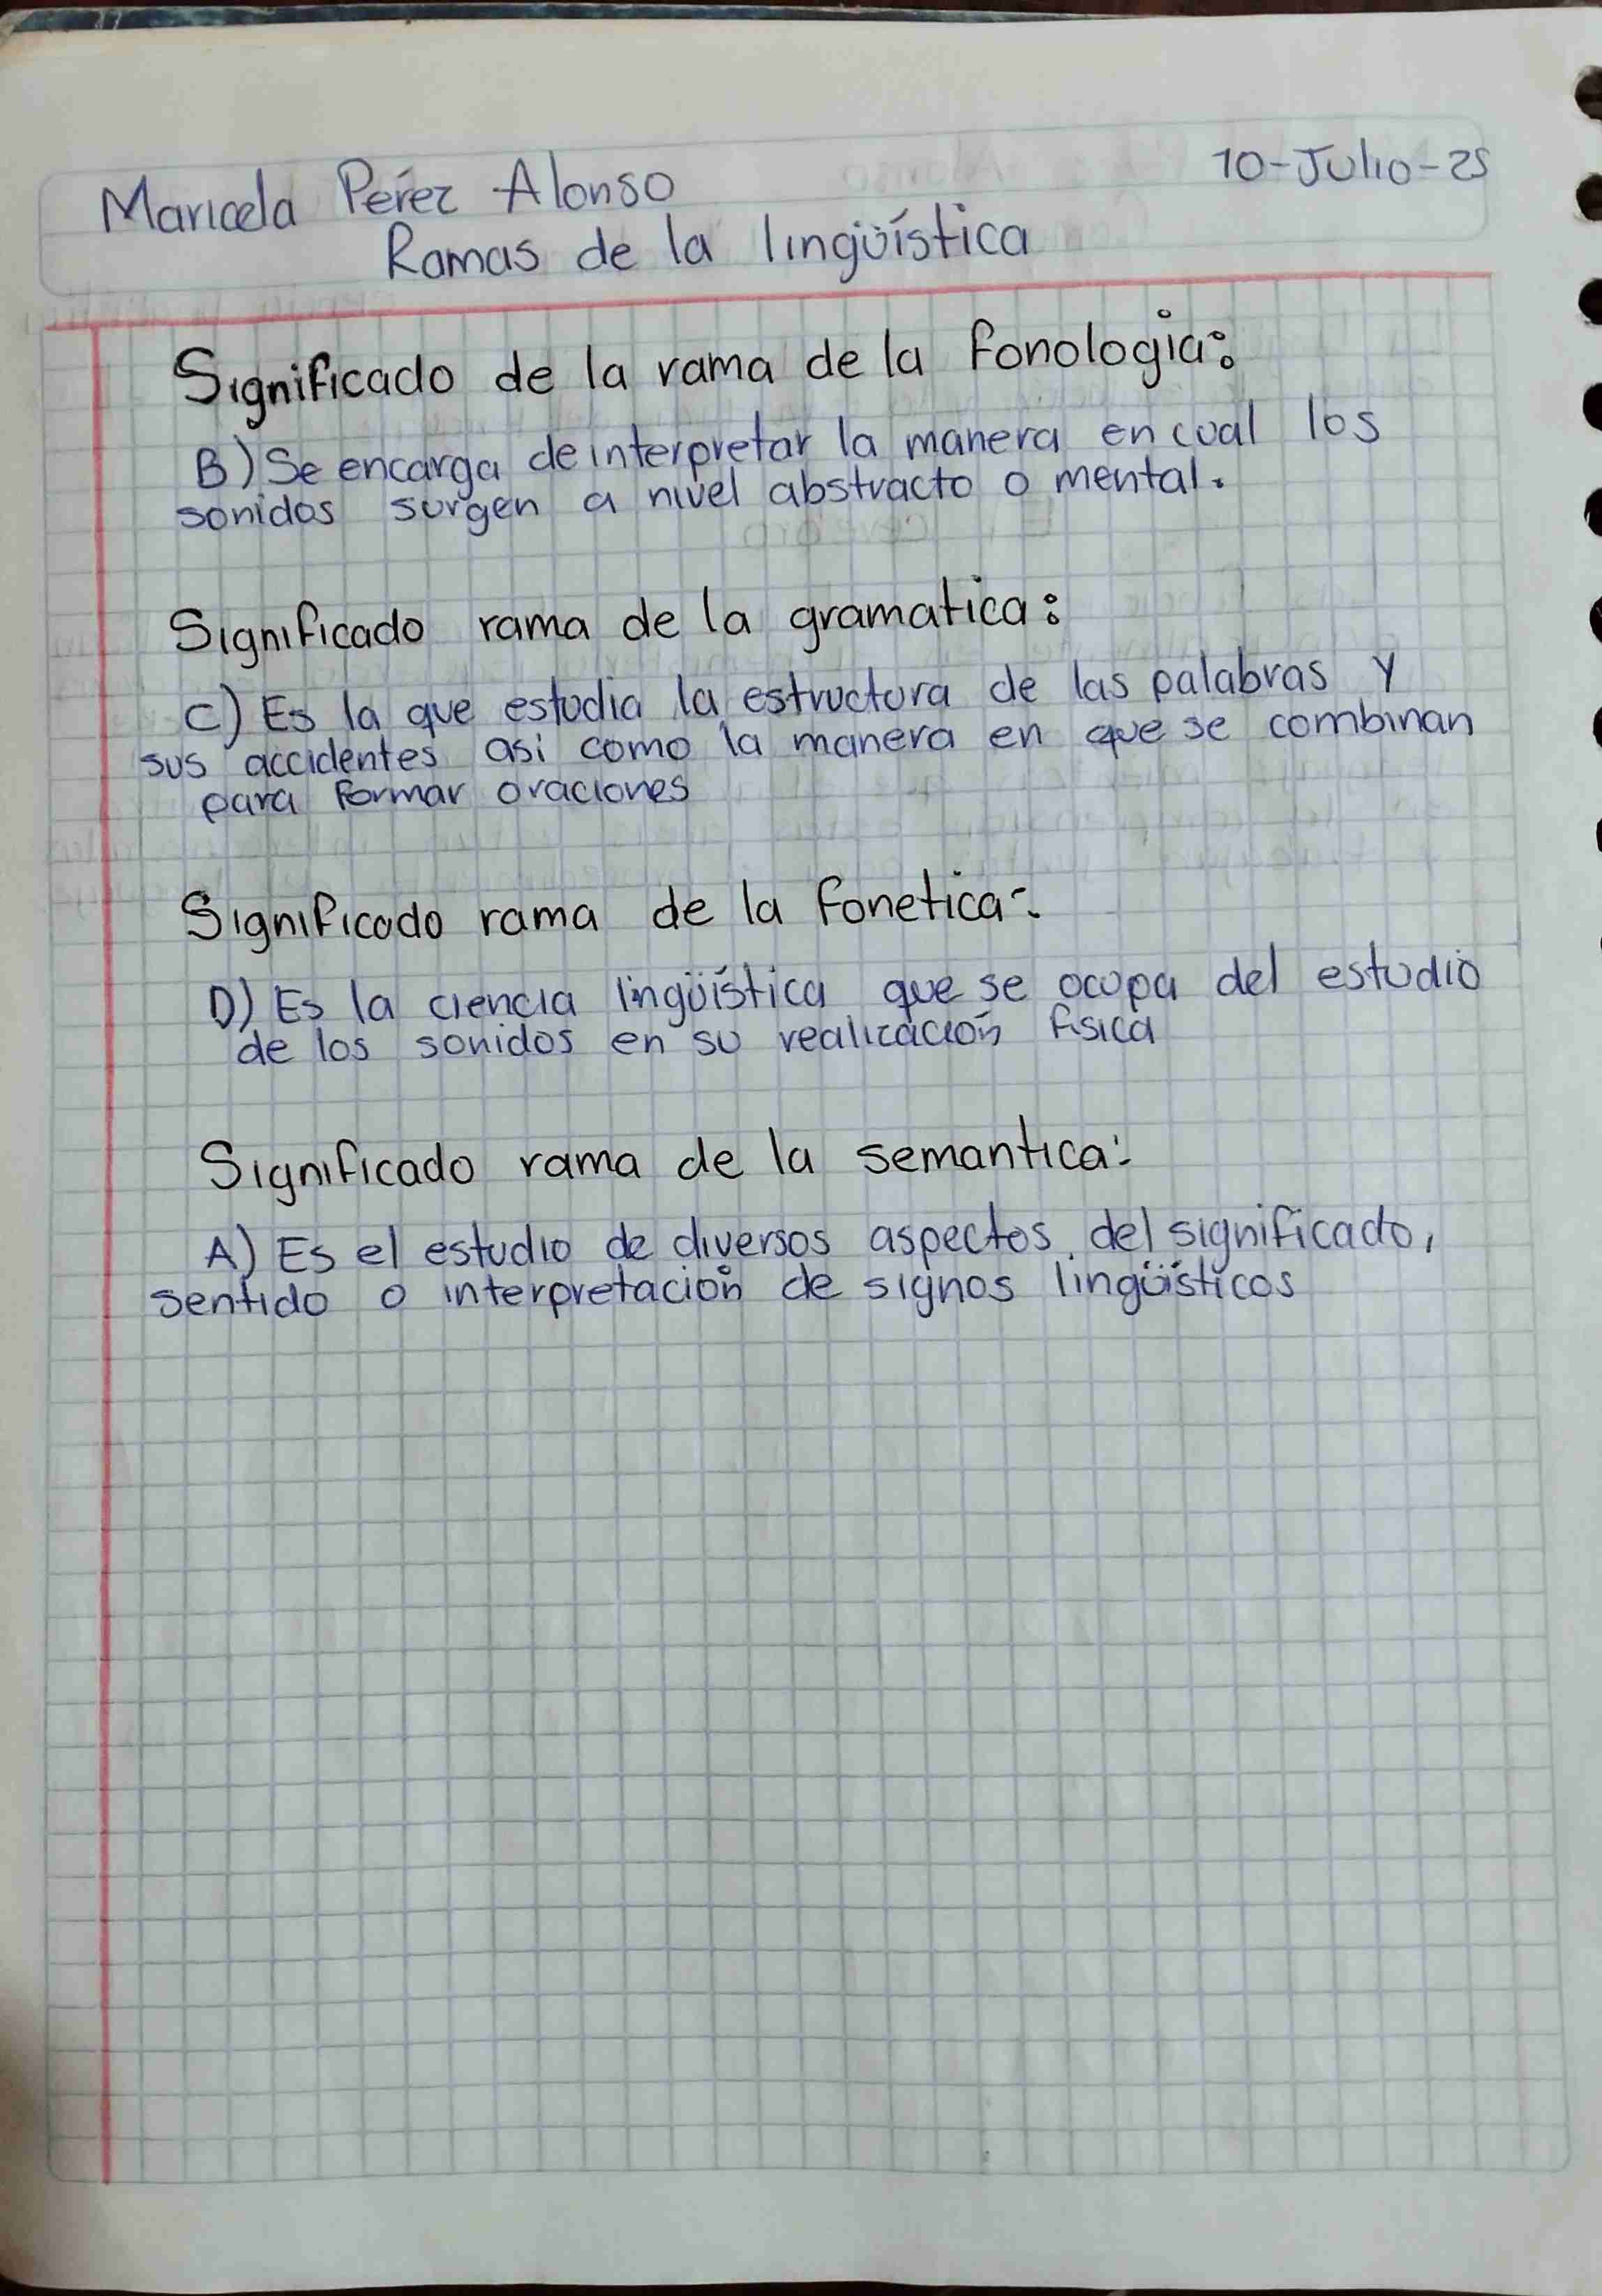 Maricela Peréz Alonso
10-Julio-25
Ramas de la lingüística
Significado de la rama de la fonologia:
B) Se encarga de interpretar la manera en cual los
sonidos surgen a nivel abstracto o mental.
Significado rama de la gramatica:
C) Es la que estudia la estructura de las palabras y
sus accidentes asi como la manera en que se combinan
para formar oraciones
Significado rama de la fonetica:
D) Es la ciencia lingüística que se ocupa del estudio
de los sonidos en su realización fisica
Significado rama de la semantica:
A) Es el estudio de diversos aspectos del significado,
sentido o interpretación de signos lingüísticos